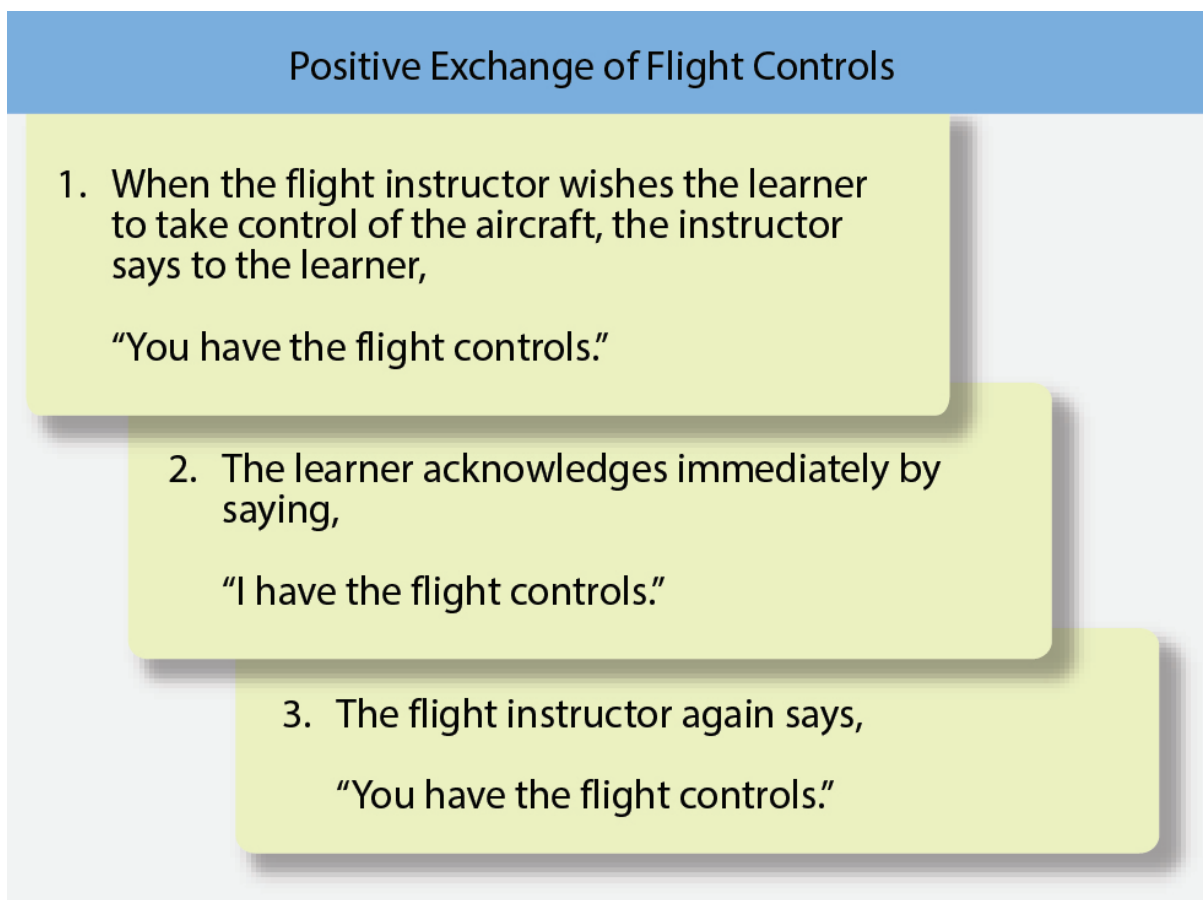 Positive Exchange of Flight Controls
1. When the flight instructor wishes the learner
to take control of the aircraft, the instructor
says to the learner,
“You have the flight controls.”
2. The learner acknowledges immediately by
saying,
“I have the flight controls.”
3. The flight instructor again says,
“You have the flight controls.”